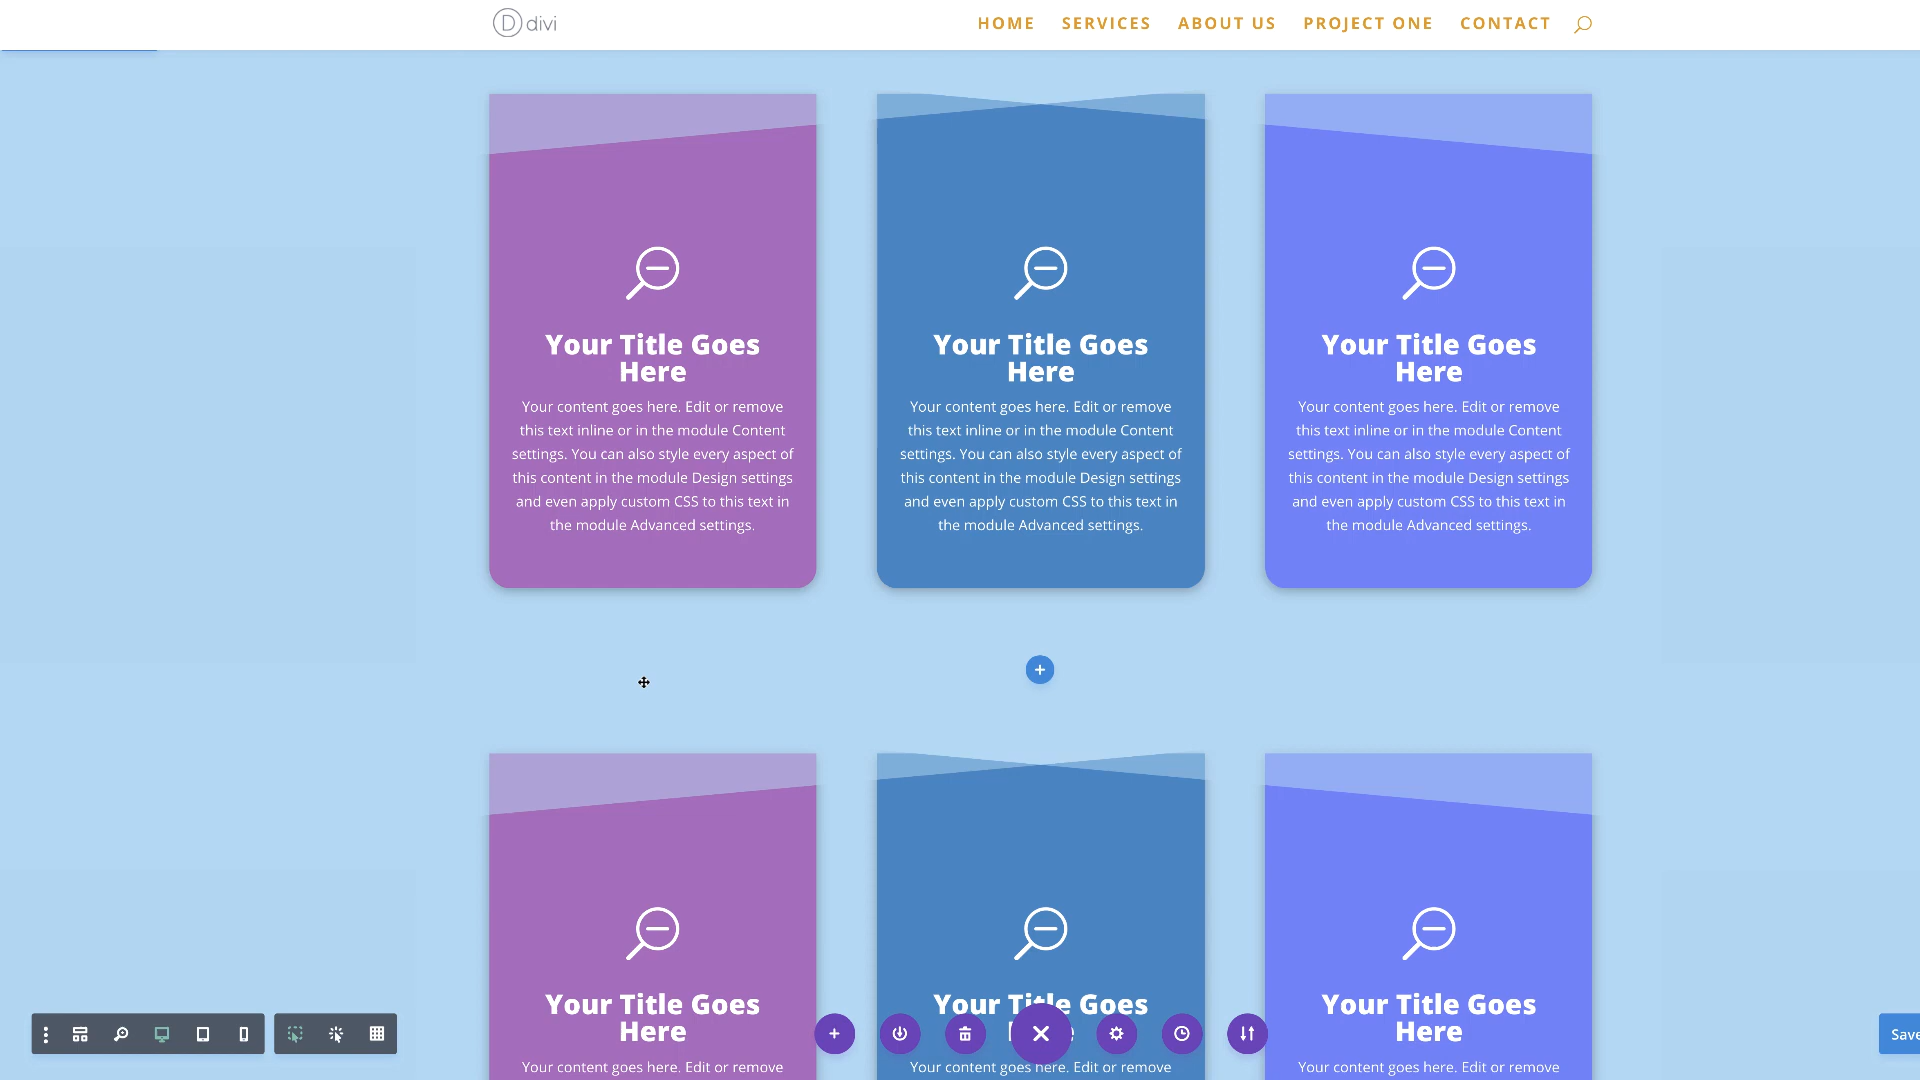 divi
HOME SERVICES ABOUT US PROJECT ONE CONTACT
Your Title Goes
Here
Your content goes here. Edit or remove
this text inline or in the module Content
settings. You can also style every aspect of
this content in the module Design settings
and even apply custom CSS to this text in
the module Advanced settings.
Your Title Goes
Here
Your content goes here. Edit or remove
this text inline or in the module Content
settings. You can also style every aspect of
this content in the module Design settings
and even apply custom CSS to this text in
the module Advanced settings.
Your Title Goes
Here
Your content goes here. Edit or remove
this text inline or in the module Content
settings. You can also style every aspect of
this content in the module Design settings
and even apply custom CSS to this text in
the module Advanced settings.
Your Title Goes
Here
Your content goes here. Edit or remove
Your Title Goes
Your content goes here. Edit or remove
Your Title Goes
Here
Your content goes here. Edit or remove
Save